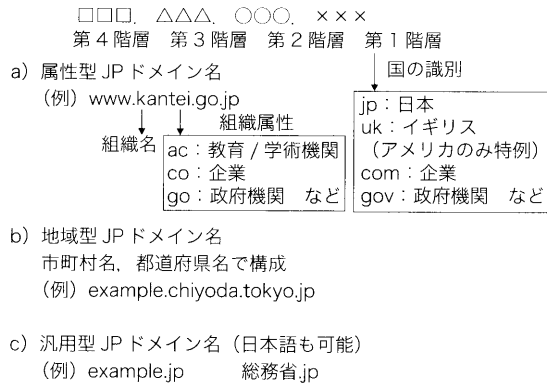 □□□. △△△. ○○○. ×××
第4階層 第3階層 第2階層 第1階層
国の識別
a）属性型JPドメイン名
（例）www.kantei.go.jp
組織名
組織属性
ac：教育/学術機関
co：企業
go：政府機関 など
jp：日本
uk：イギリス
（アメリカのみ特例）
com：企業
gov：政府機関 など
b）地域型JPドメイン名
市町村名，都道府県名で構成
（例）example.chiyoda.tokyo.jp
c）汎用型JPドメイン名（日本語も可能）
（例）example.jp 総務省.jp